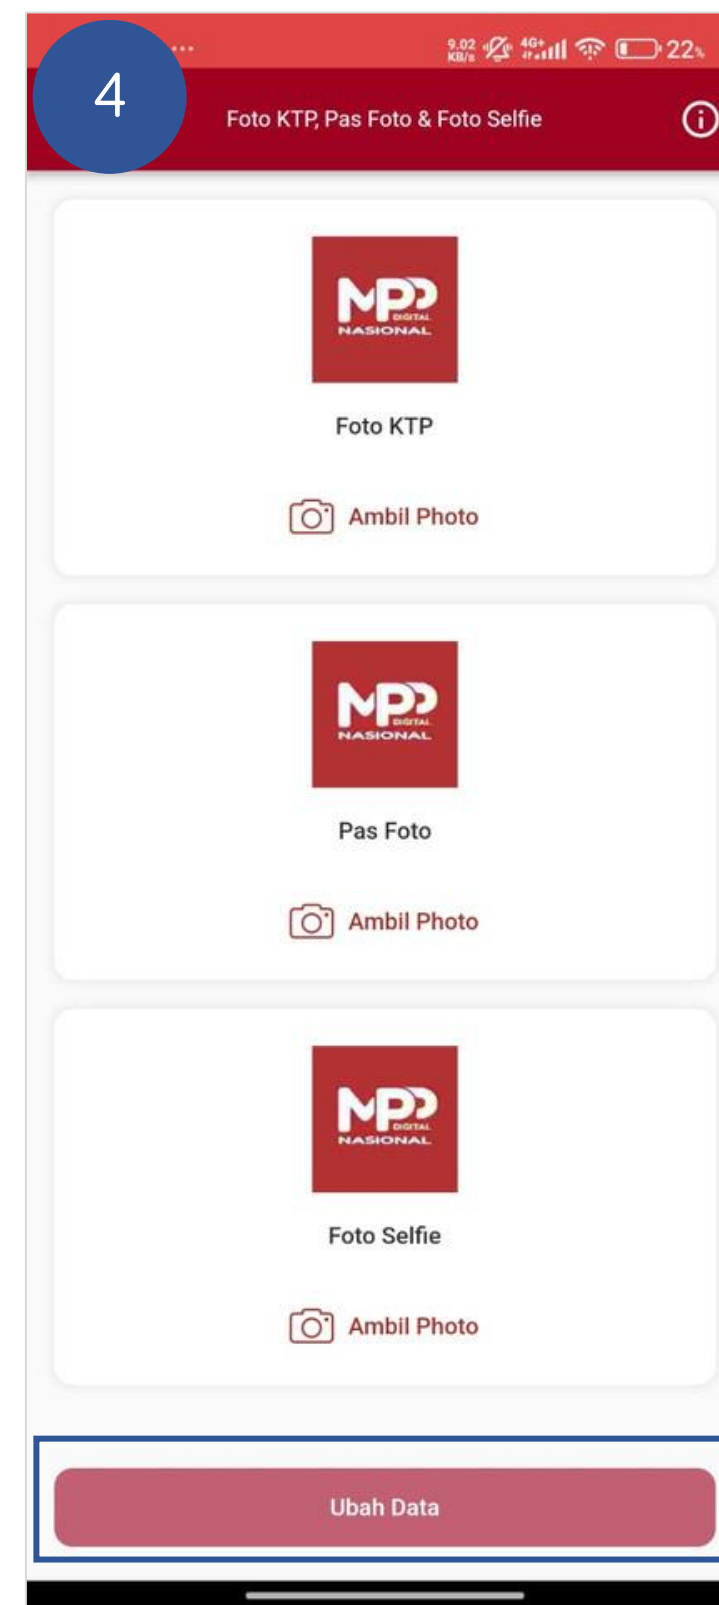 4
...
9.02
KB/s
4G+
22%
Foto KTP, Pas Foto & Foto Selfie
MPP
DIGITAL
NASIONAL
Foto KTP
Ambil Photo
MPP
DIGITAL
NASIONAL
Pas Foto
Ambil Photo
MPP
DIGITAL
NASIONAL
Foto Selfie
Ambil Photo
Ubah Data